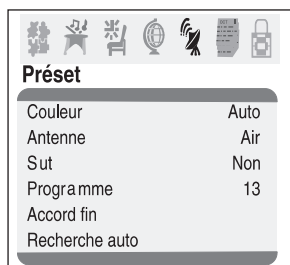 Préset
Couleur Auto
Antenne Air
Sut Non
Programme 13
Accord fin
Recherche auto